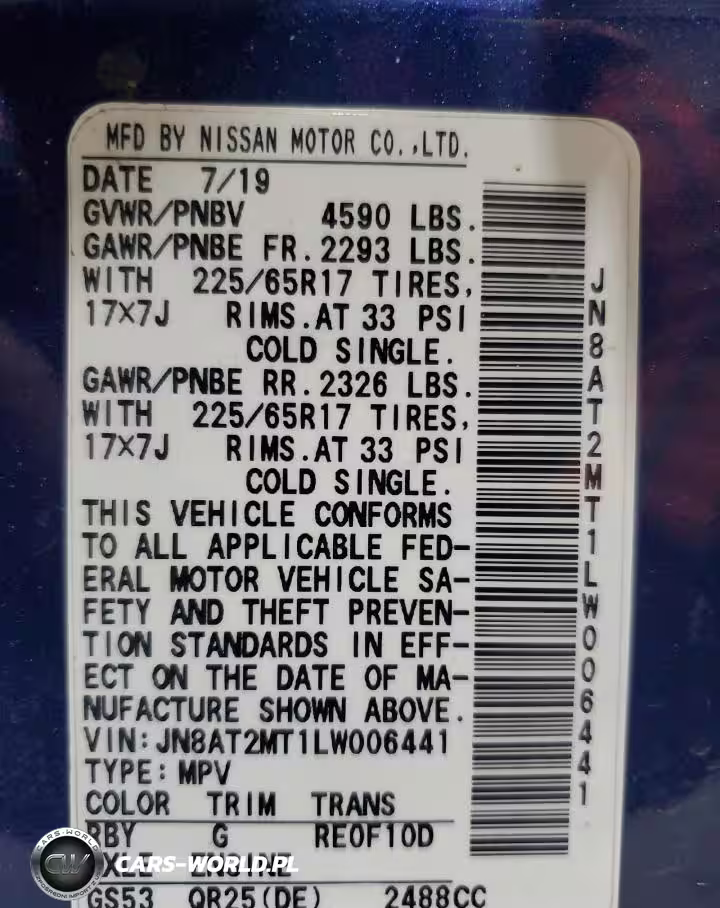 MFD BY NISSAN MOTOR CO.,LTD.
DATE 7/19
GVWR/PNBV 4590 LBS.
GAWR/PNBE FR.2293 LBS.
WITH 225/65R17 TIRES,
17×7J RIMS.AT 33 PSI
COLD SINGLE.
GAWR/PNBE RR.2326 LBS.
WITH 225/65R17 TIRES,
17×7J RIMS.AT 33 PSI
COLD SINGLE.
THIS VEHICLE CONFORMS
TO ALL APPLICABLE FED-
ERAL MOTOR VEHICLE SA-
FETY AND THEFT PREVEN-
TION STANDARDS IN EFF-
ECT ON THE DATE OF MA-
NUFACTURE SHOWN ABOVE.
VIN:JN8AT2MT1LW006441
TYPE:MPV
COLOR TRIM TRANS
G RE0F10D
GS53 QR25(DE) 2488CC
JN8AT2MT1LW006441
CARS-WORLD
CW
CARS-WORLD.PL